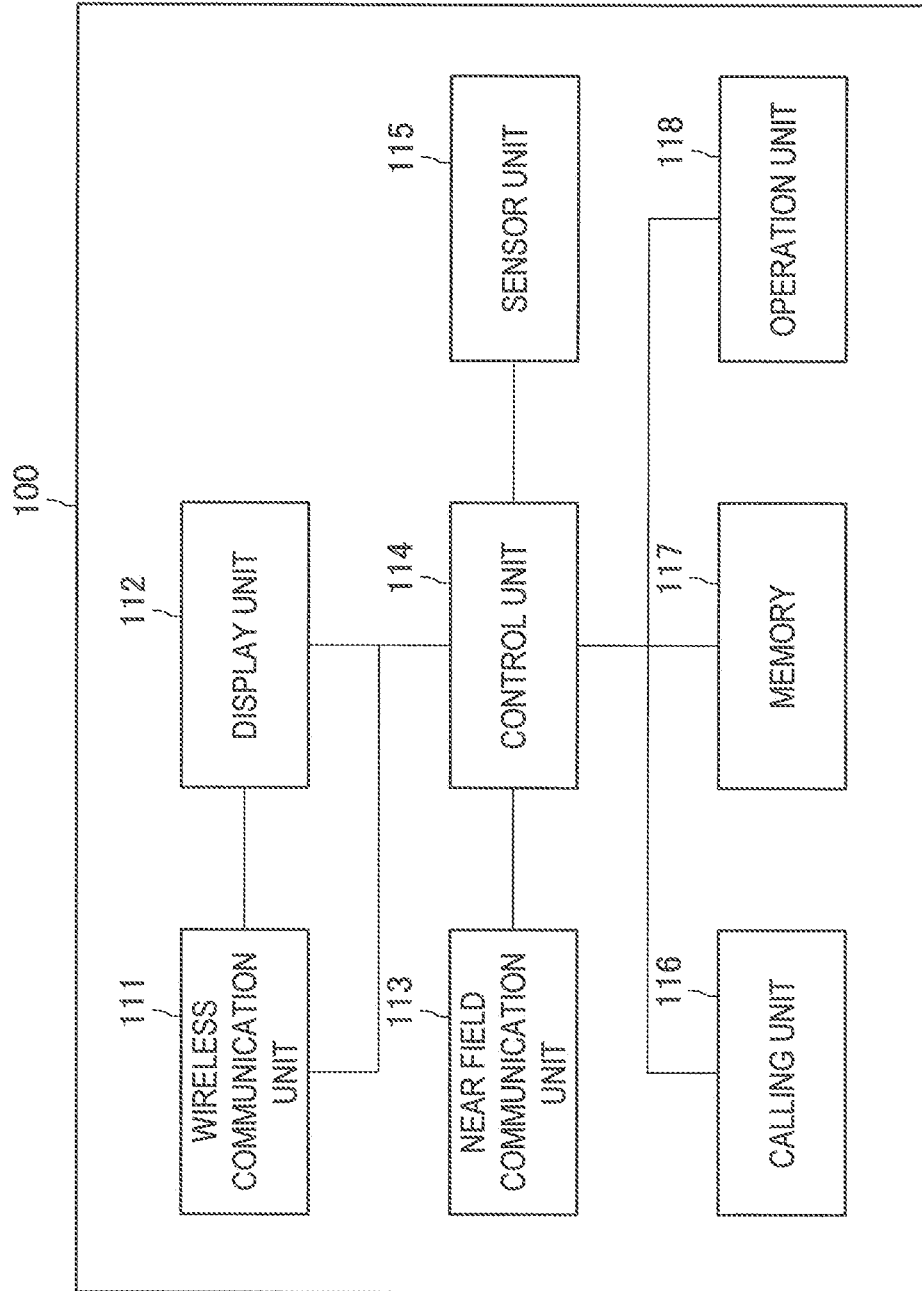 100
111
WIRELESS
COMMUNICATION
UNIT
112
DISPLAY UNIT
113
NEAR FIELD
COMMUNICATION
UNIT
114
CONTROL UNIT
115
SENSOR UNIT
116
CALLING UNIT
117
MEMORY
118
OPERATION UNIT